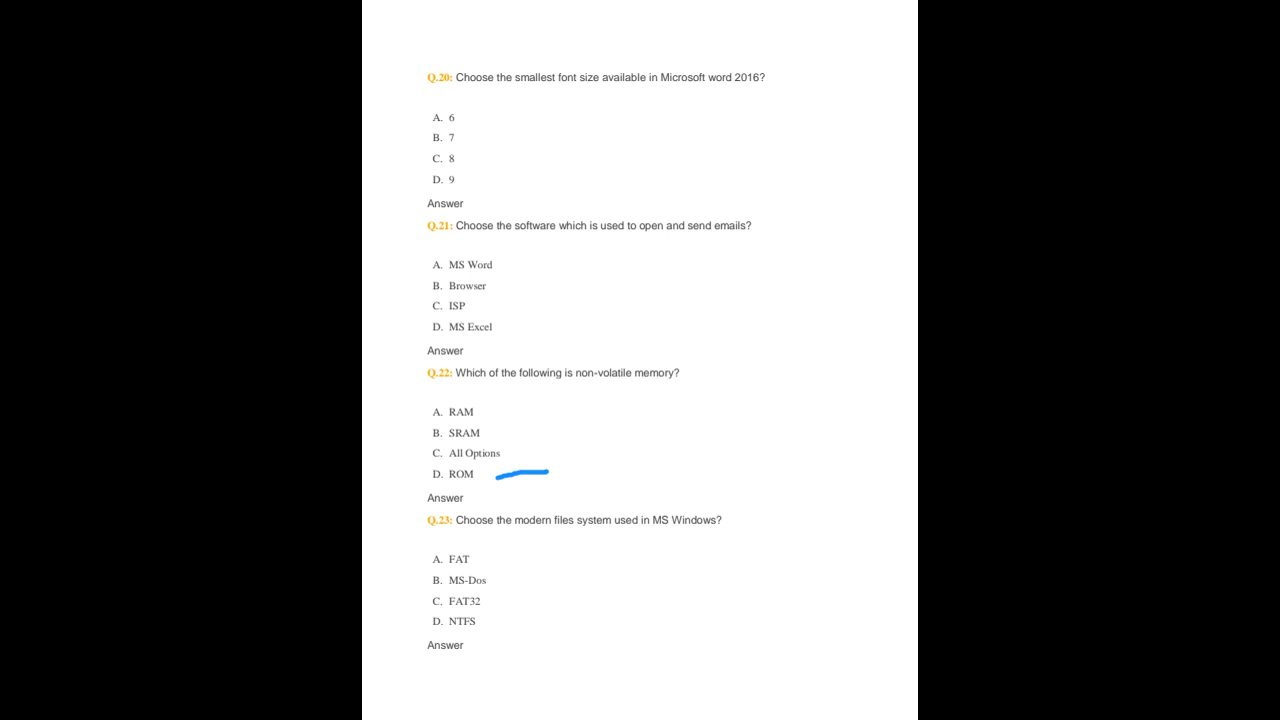 Q.20: Choose the smallest font size available in Microsoft word 2016?
A. 6
B. 7
C. 8
D. 9
Answer
Q.21: Choose the software which is used to open and send emails?
A. MS Word
B. Browser
C. ISP
D. MS Excel
Answer
Q.22: Which of the following is non-volatile memory?
A. RAM
B. SRAM
C. All Options
D. ROM
Answer
Q.23: Choose the modern files system used in MS Windows?
A. FAT
B. MS-Dos
C. FAT32
D. NTFS
Answer